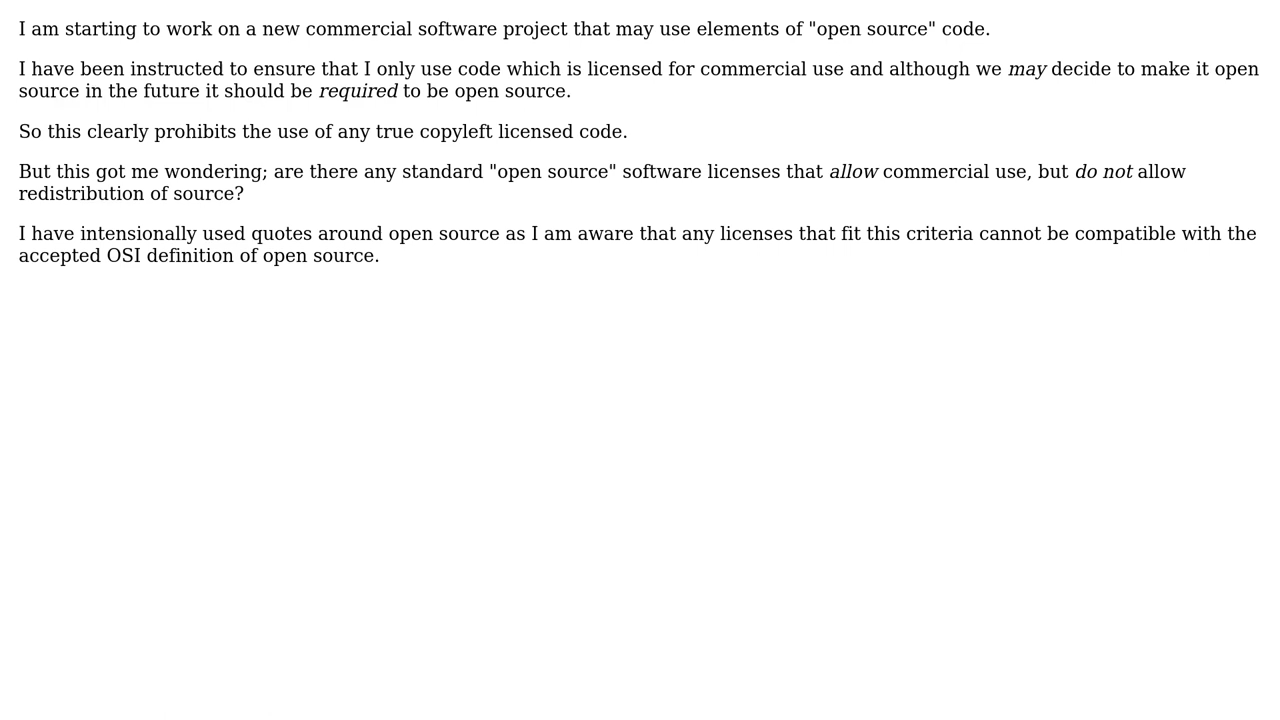 I am starting to work on a new commercial software project that may use elements of "open source" code.
I have been instructed to ensure that I only use code which is licensed for commercial use and although we may decide to make it open
source in the future it should be required to be open source.
So this clearly prohibits the use of any true copyleft licensed code.
But this got me wondering; are there any standard "open source" software licenses that allow commercial use, but do not allow
redistribution of source?
I have intensionally used quotes around open source as I am aware that any licenses that fit this criteria cannot be compatible with the
accepted OSI definition of open source.